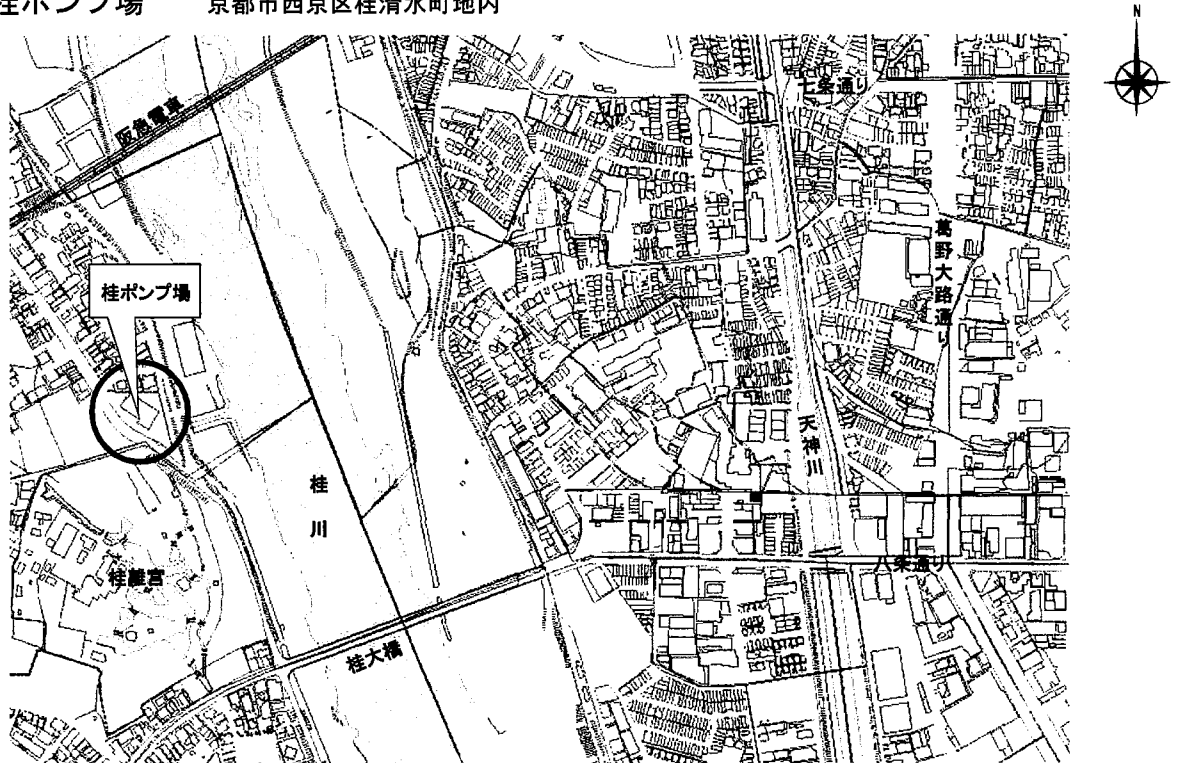 桂ポンプ場　京都市西京区桂清水町地内
N
七条通り
阪急電車
葛野大路通り
桂ポンプ場
天神川
桂川
八条通り
桂離宮
桂大橋